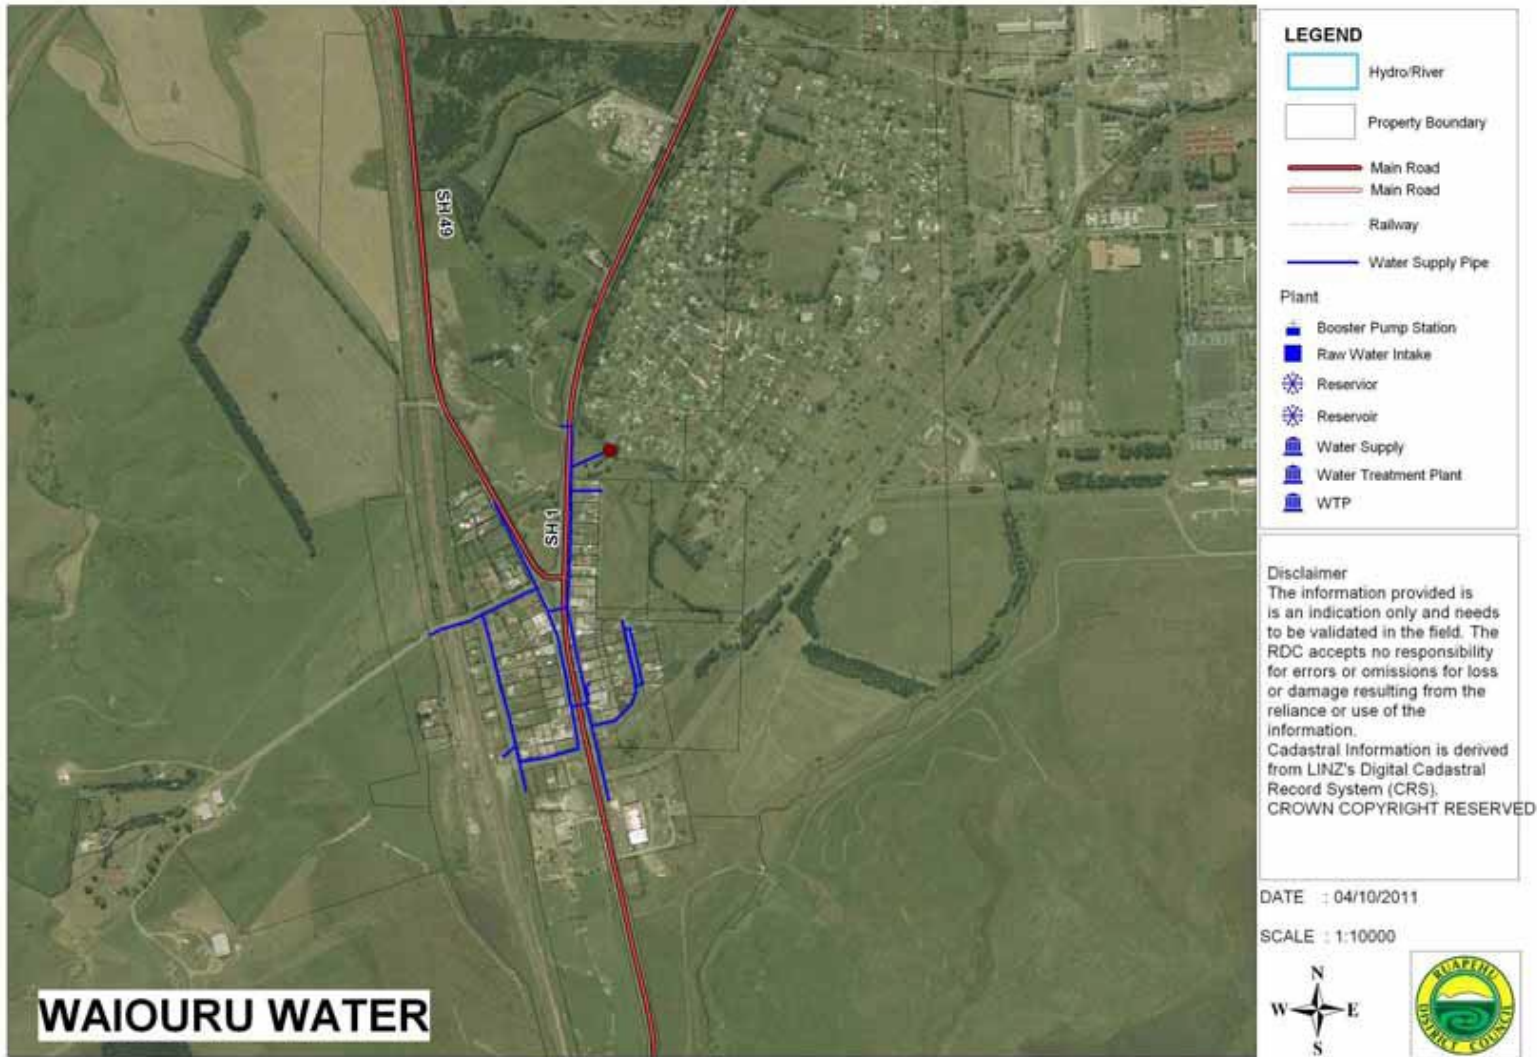 SH 49
SH 1
WAIOURU WATER
LEGEND
Hydro/River
Property Boundary
Main Road
Main Road
Railway
Water Supply Pipe
Plant
Booster Pump Station
Raw Water Intake
Reservior
Reservoir
Water Supply
Water Treatment Plant
WTP
Disclaimer
The information provided is
is an indication only and needs
to be validated in the field. The
RDC accepts no responsibility
for errors or omissions for loss
or damage resulting from the
reliance or use of the
information.
Cadastral Information is derived
from LINZ's Digital Cadastral
Record System (CRS).
CROWN COPYRIGHT RESERVED
DATE : 04/10/2011
SCALE : 1:10000
N
W E
S
RUAPEHU
DISTRICT COUNCIL